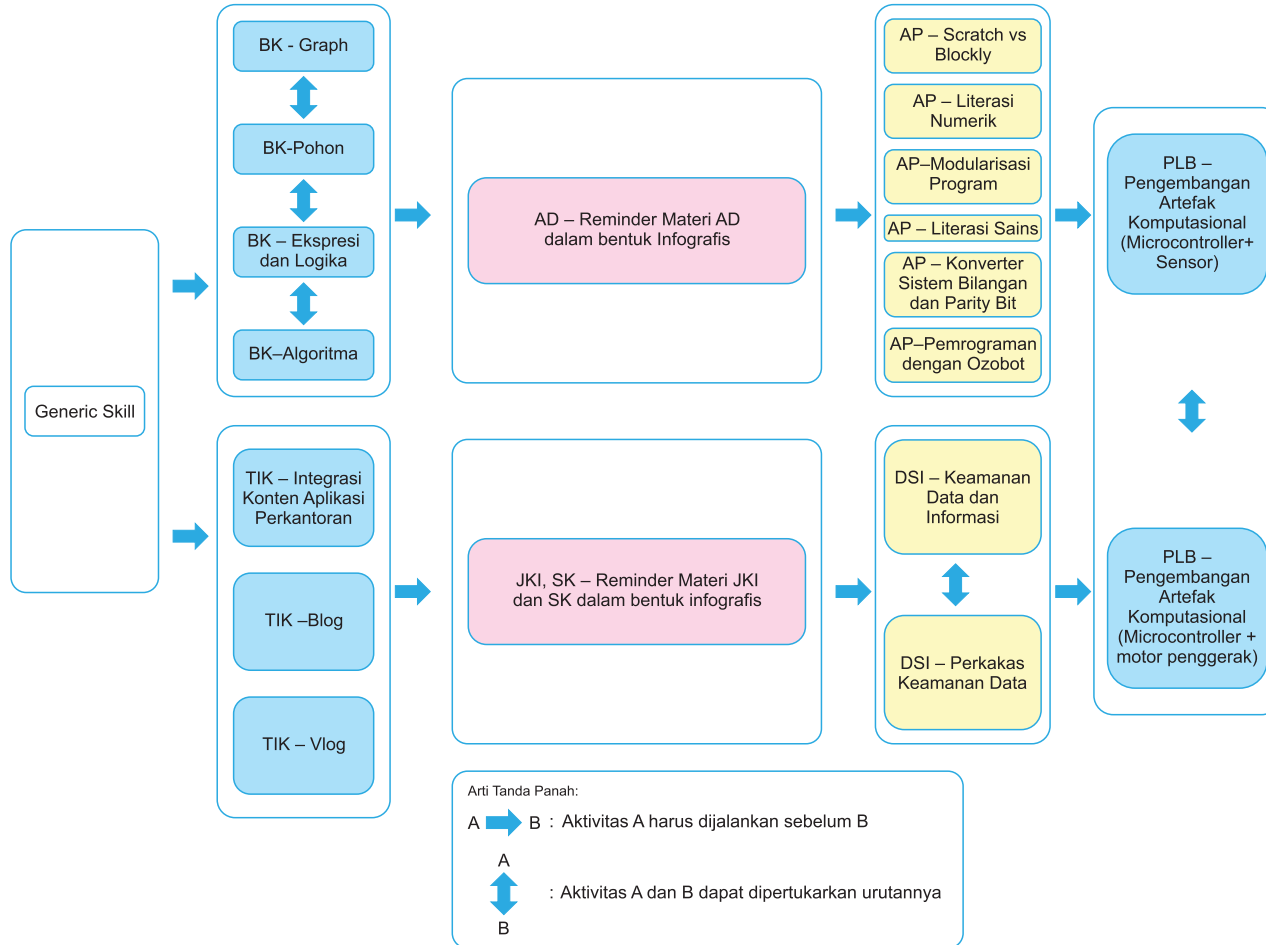 Generic Skill
BK - Graph
BK-Pohon
BK – Ekspresi
dan Logika
BK–Algoritma
TIK – Integrasi
Konten Aplikasi
Perkantoran
TIK –Blog
TIK – Vlog
AD – Reminder Materi AD
dalam bentuk Infografis
JKI, SK – Reminder Materi JKI
dan SK dalam bentuk infografis
AP – Scratch vs
Blockly
AP – Literasi
Numerik
AP–Modularisasi
Program
AP – Literasi Sains
AP – Konverter
Sistem Bilangan
dan Parity Bit
AP–Pemrograman
dengan Ozobot
DSI – Keamanan
Data dan
Informasi
DSI – Perkakas
Keamanan Data
PLB –
Pengembangan
Artefak
Komputasional
(Microcontroller+
Sensor)
PLB –
Pengembangan
Artefak
Komputasional
(Microcontroller +
motor penggerak)
Arti Tanda Panah:
A B : Aktivitas A harus dijalankan sebelum B
A
: Aktivitas A dan B dapat dipertukarkan urutannya
B